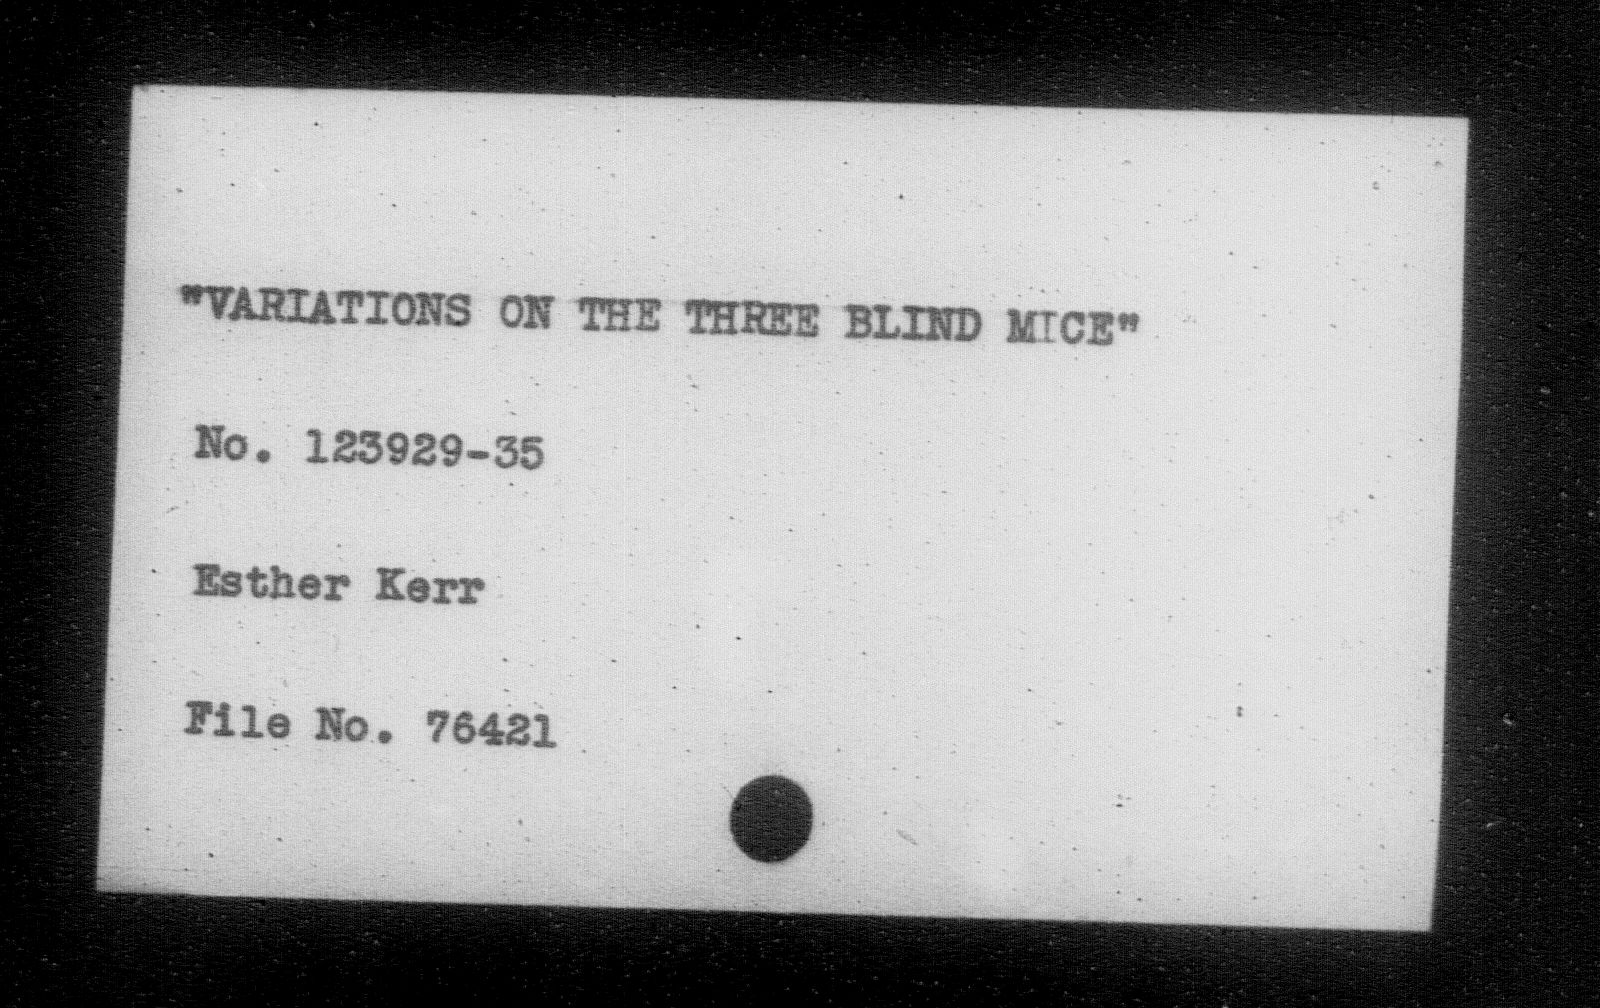 "VARIATIONS ON THE THREE BLIND MICE"
No. 123929-35
Esther Kerr
File No. 76421